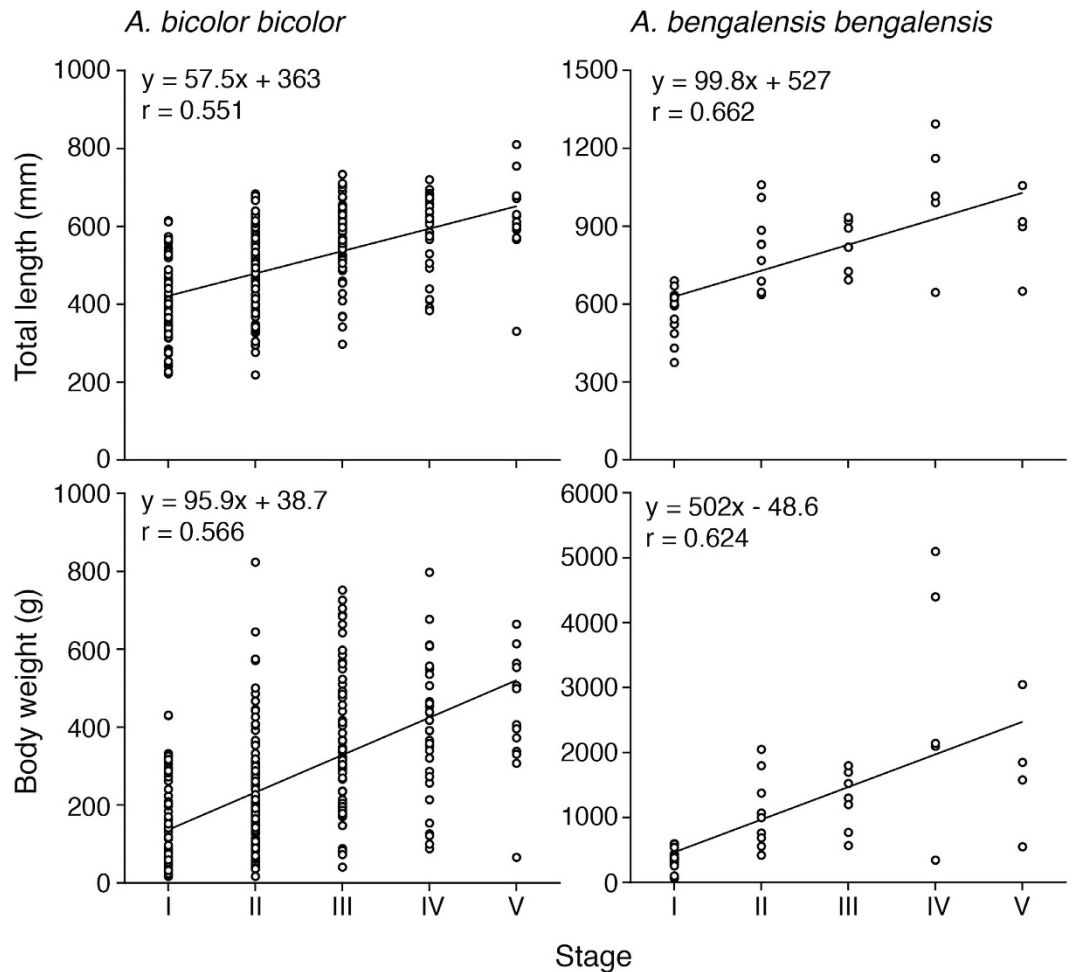 A. bicolor bicolor
A. bengalensis bengalensis
Total length (mm)
1000
800
600
400
200
0
y = 57.5x + 363
r = 0.551
1500
1200
900
600
300
0
y = 99.8x + 527
r = 0.662
Body weight (g)
1000
800
600
400
200
0
y = 95.9x + 38.7
r = 0.566
I II III IV V
6000
5000
4000
3000
2000
1000
0
y = 502x - 48.6
r = 0.624
I II III IV V
Stage